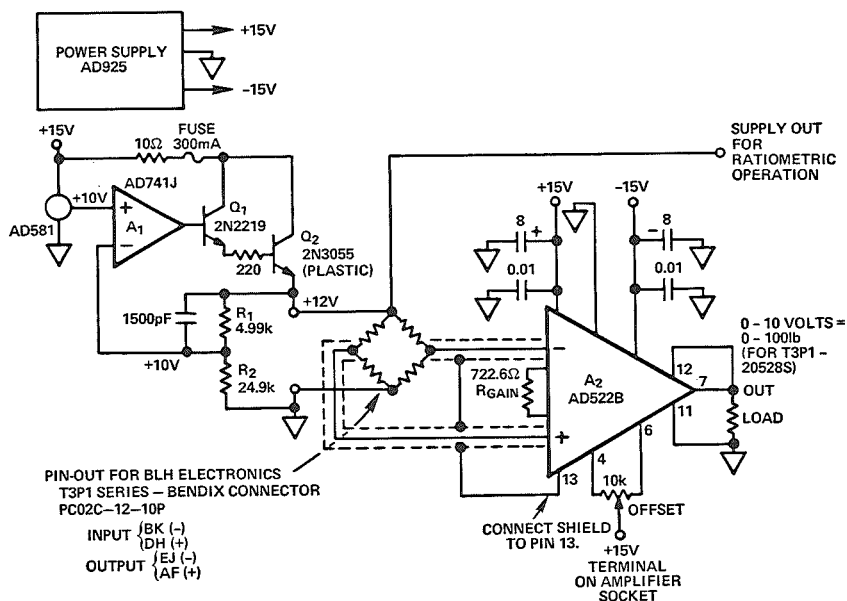 POWER SUPPLY
AD925
+15V
-15V
+15V
10Ω
FUSE
300mA
SUPPLY OUT
FOR
RATIOMETRIC
OPERATION
AD741J
+10V
+
A1
−
AD581
Q1
2N2219
Q2
2N3055
(PLASTIC)
220
+15V
-15V
8
+
−
8
0.01
0.01
+12V
1500pF
R1
4.99k
+10V
R2
24.9k
722.6Ω
RGAIN
−
A2
AD522B
+
12
7
11
6
4
13
0 – 10 VOLTS =
0 – 100lb
(FOR T3P1 –
20528S)
OUT
LOAD
10k
OFFSET
+15V
TERMINAL
ON AMPLIFIER
SOCKET
CONNECT SHIELD
TO PIN 13.
PIN-OUT FOR BLH ELECTRONICS
T3P1 SERIES – BENDIX CONNECTOR
PC02C–12–10P
INPUT { BK (-)
DH (+)
OUTPUT { EJ (-)
AF (+)